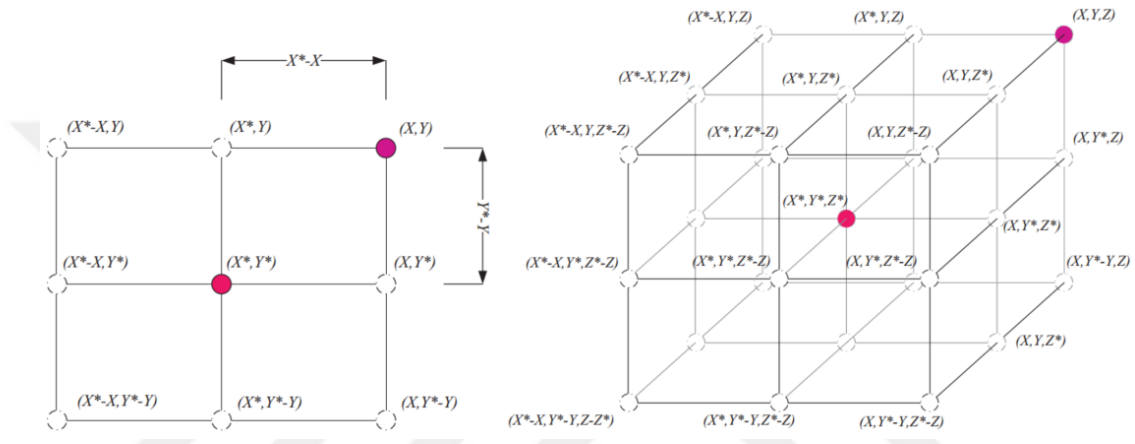 X*-X
(X*-X,Y)
(X*,Y)
(X,Y)
Y*-Y
(X*-X,Y*)
(X*,Y*)
(X,Y*)
(X*-X,Y*-Y)
(X*,Y*-Y)
(X,Y*-Y)
(X*-X,Y,Z)
(X*,Y,Z)
(X,Y,Z)
(X*-X,Y,Z*)
(X*,Y,Z*)
(X,Y,Z*)
(X*-X,Y,Z*-Z)
(X*,Y,Z*-Z)
(X,Y,Z*-Z)
(X,Y*,Z)
(X*,Y*,Z*)
(X,Y*,Z*)
(X*-X,Y*,Z*-Z)
(X*,Y*,Z*-Z)
(X,Y*,Z*-Z)
(X,Y*-Y,Z)
(X,Y,Z*)
(X*-X,Y*-Y,Z-Z*)
(X*,Y*-Y,Z*-Z)
(X,Y*-Y,Z*-Z)